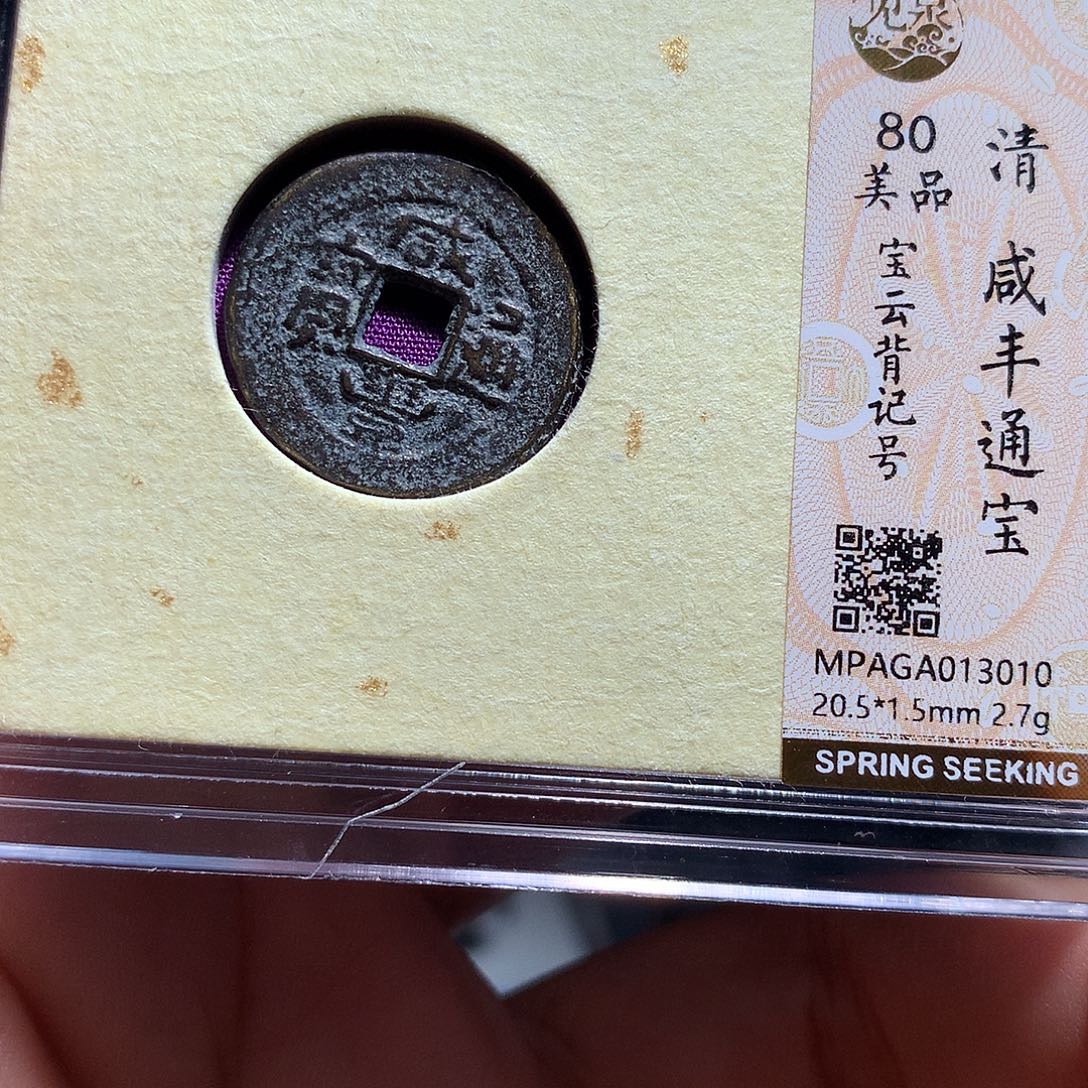 咸豐通寶
清 咸丰通宝
80
美品
宝云背记号
MPAGA013010
20.5*1.5mm 2.7g
SPRING SEEKING